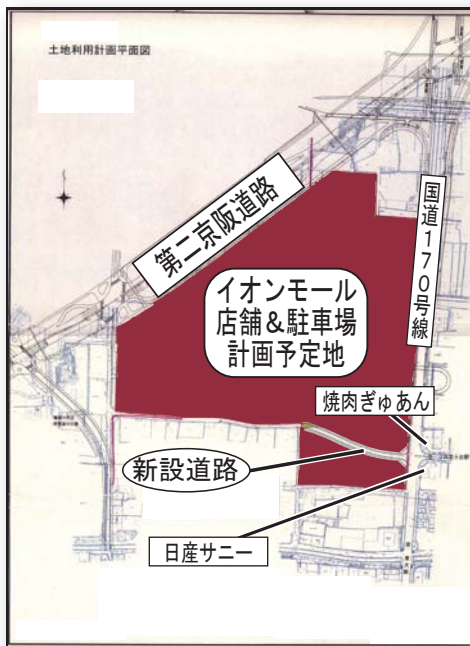 土地利用計画平面図
第二京阪道路
国道170号線
イオンモール
店舗&駐車場
計画予定地
焼肉ぎゅあん
新設道路
日産サニー